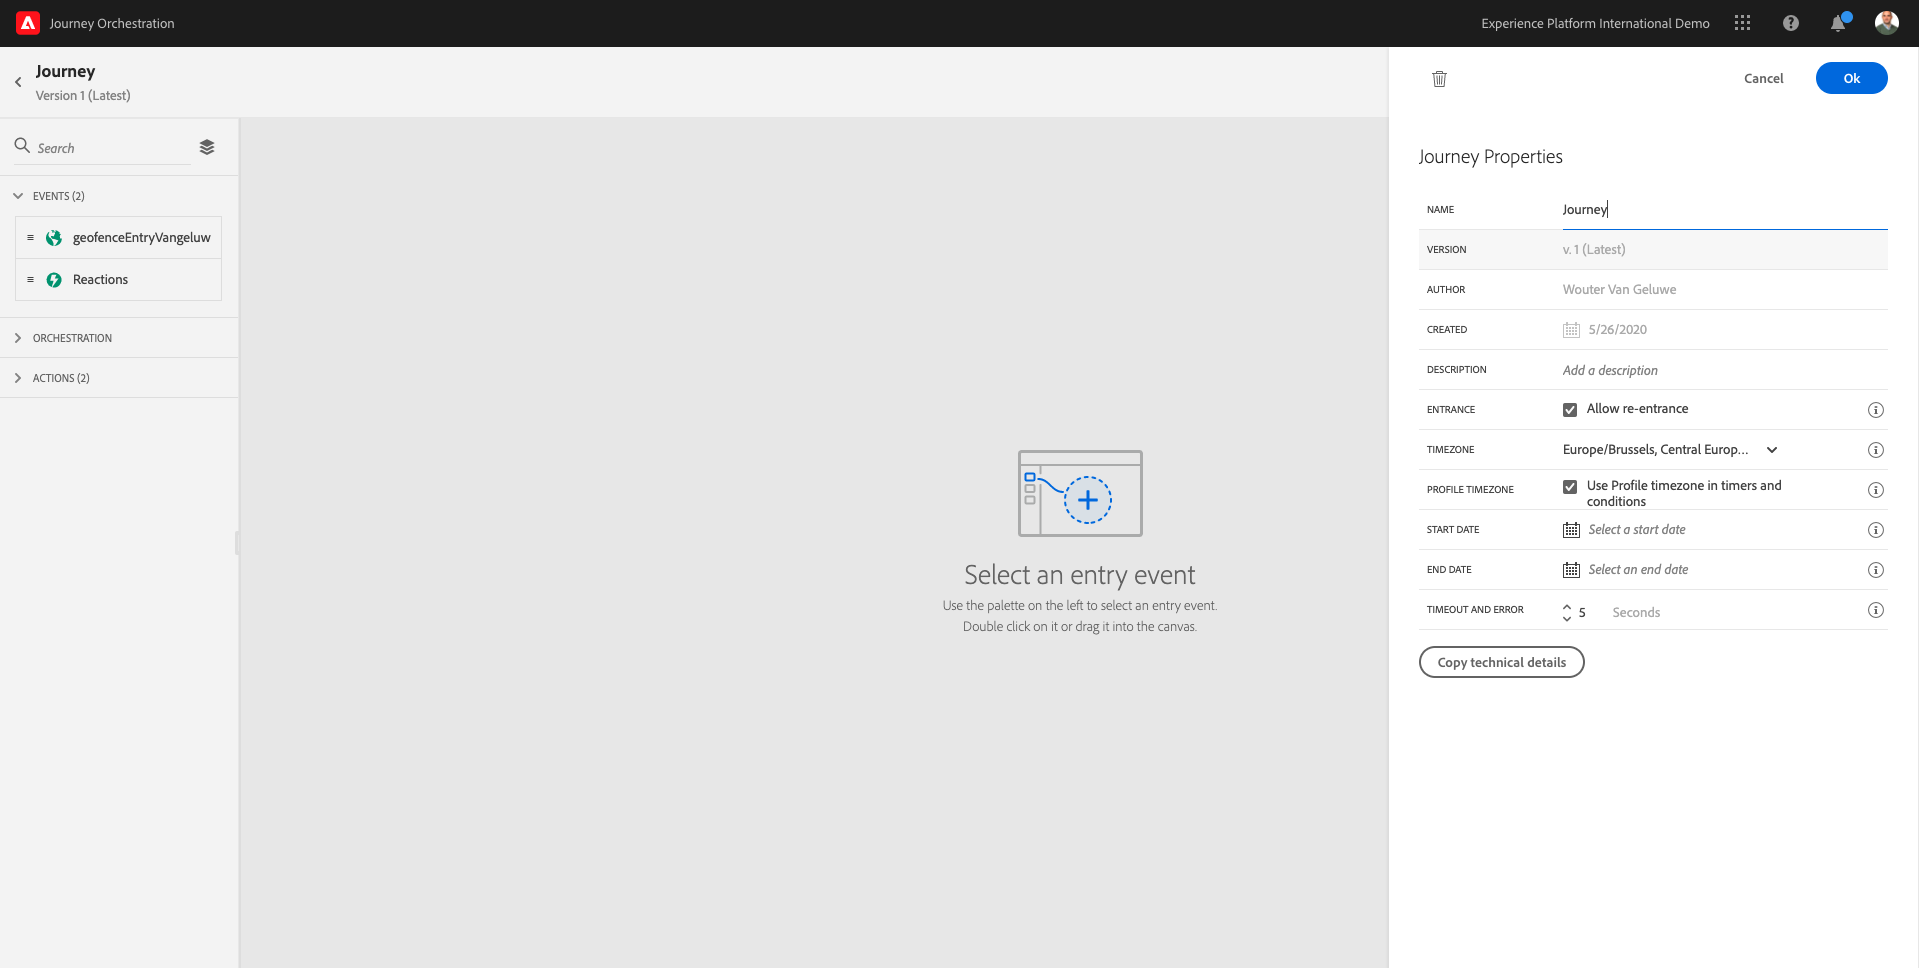 Journey Orchestration
Experience Platform International Demo
Journey
Version 1 (Latest)
Search
EVENTS (2)
geofenceEntryVangeluw
Reactions
ORCHESTRATION
ACTIONS (2)
Select an entry event
Use the palette on the left to select an entry event.
Double click on it or drag it into the canvas.
Cancel
Ok
Journey Properties
NAME Journey
VERSION v. 1 (Latest)
AUTHOR Wouter Van Geluwe
CREATED 5/26/2020
DESCRIPTION Add a description
ENTRANCE Allow re-entrance
TIMEZONE Europe/Brussels, Central Europ...
PROFILE TIMEZONE Use Profile timezone in timers and
conditions
START DATE Select a start date
END DATE Select an end date
TIMEOUT AND ERROR 5 Seconds
Copy technical details